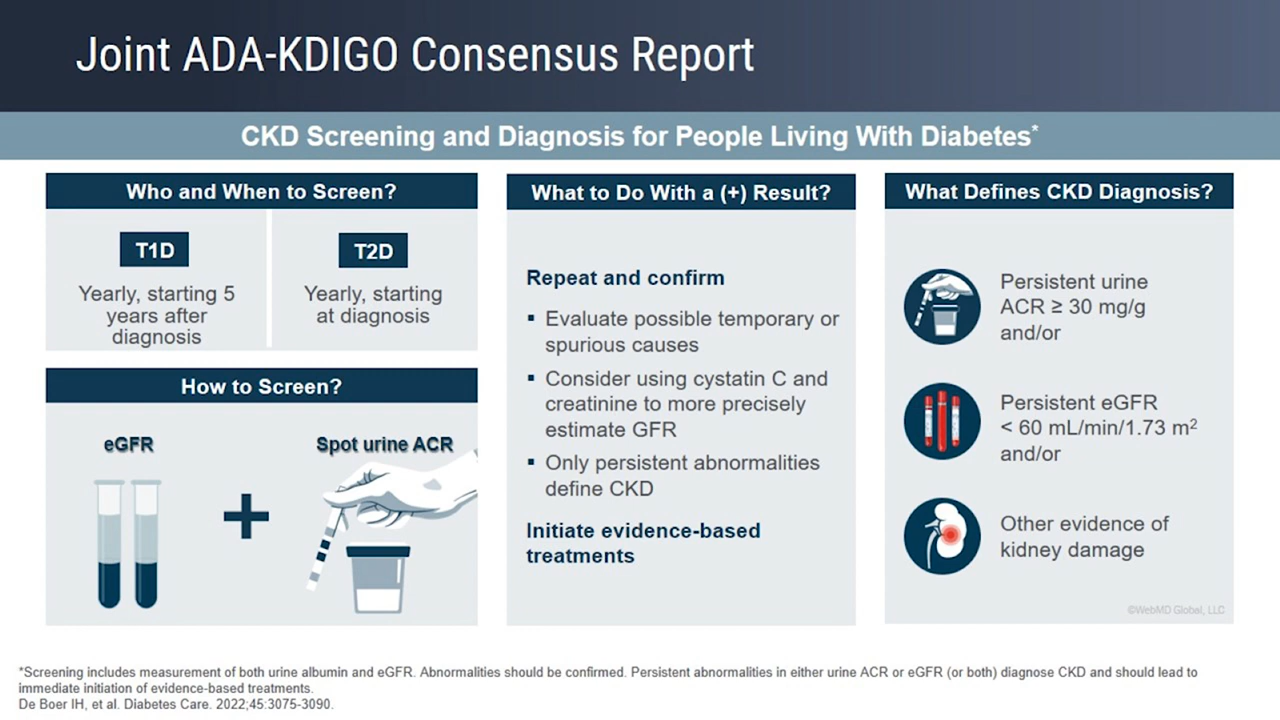 Joint ADA-KDIGO Consensus Report
CKD Screening and Diagnosis for People Living With Diabetes*
Who and When to Screen?
T1D
Yearly, starting 5
years after
diagnosis
T2D
Yearly, starting
at diagnosis
How to Screen?
eGFR
+
Spot urine ACR
What to Do With a (+) Result?
Repeat and confirm
▪ Evaluate possible temporary or
spurious causes
▪ Consider using cystatin C and
creatinine to more precisely
estimate GFR
▪ Only persistent abnormalities
define CKD
Initiate evidence-based
treatments
What Defines CKD Diagnosis?
Persistent urine
ACR ≥ 30 mg/g
and/or
Persistent eGFR
< 60 mL/min/1.73 m²
and/or
Other evidence of
kidney damage
©WebMD Global, LLC
*Screening includes measurement of both urine albumin and eGFR. Abnormalities should be confirmed. Persistent abnormalities in either urine ACR or eGFR (or both) diagnose CKD and should lead to
immediate initiation of evidence-based treatments.
De Boer IH, et al. Diabetes Care. 2022;45:3075-3090.